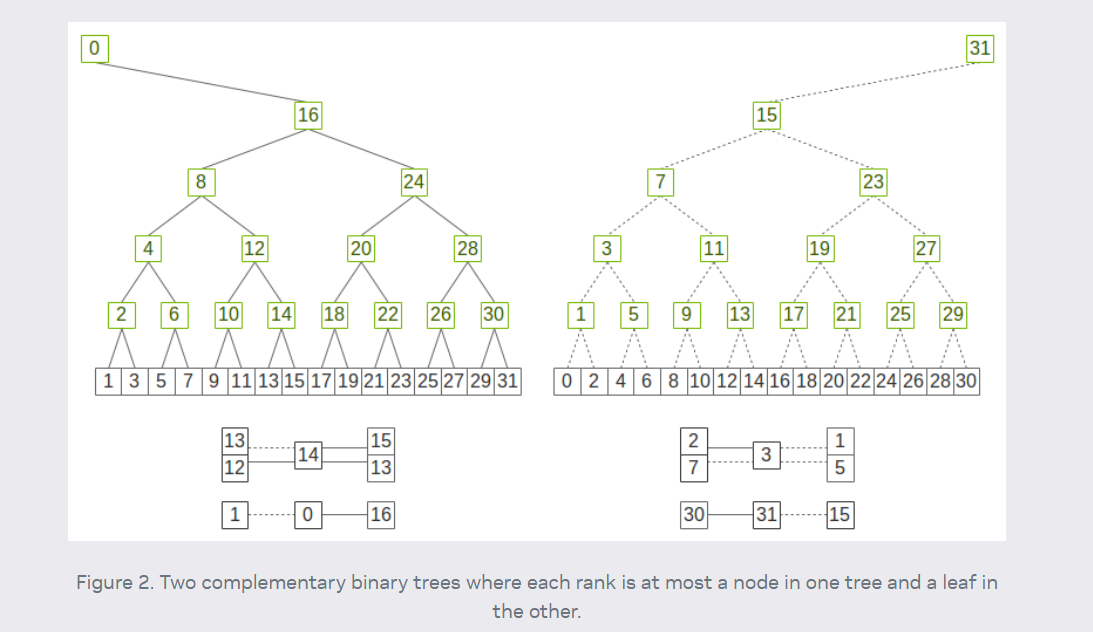 0 31
16 15
8 24 7 23
4 12 20 28 3 11 19 27
2 6 10 14 18 22 26 30 1 5 9 13 17 21 25 29
1 3 5 7 9 11 13 15 17 19 21 23 25 27 29 31 0 2 4 6 8 10 12 14 16 18 20 22 24 26 28 30
13 15 2 1
14 3
12 13 7 5
1 0 16 30 31 15
Figure 2. Two complementary binary trees where each rank is at most a node in one tree and a leaf in
the other.